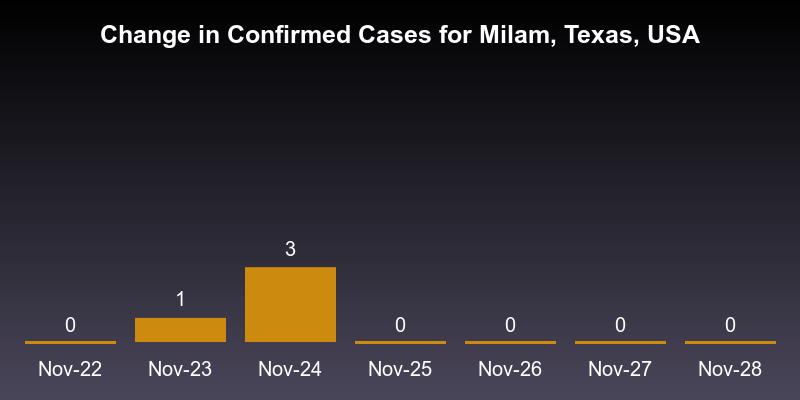 Change in Confirmed Cases for Milam, Texas, USA
3
1
0 0 0 0 0
Nov-22 Nov-23 Nov-24 Nov-25 Nov-26 Nov-27 Nov-28